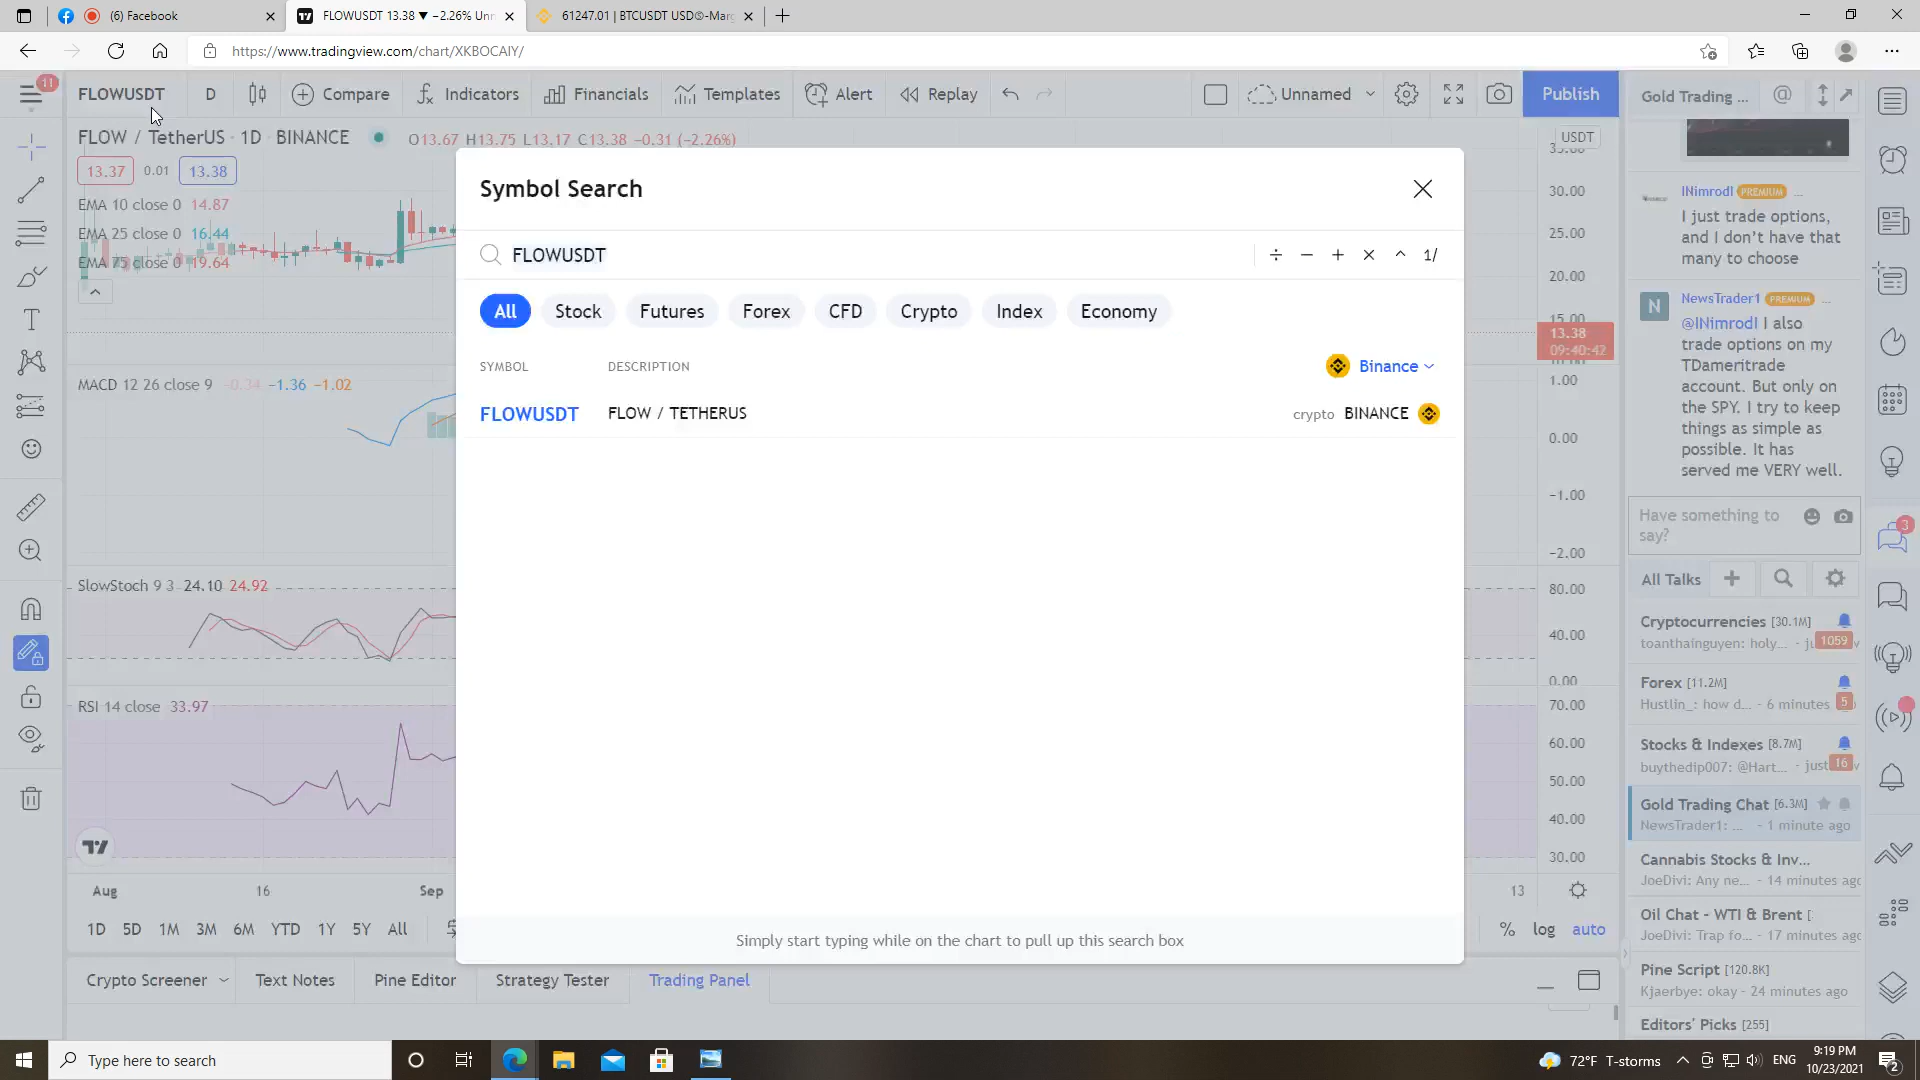 (6) Facebook
FLOWUSDT 13.38 ▼ −2.26% Unn
61247.01 | BTCUSDT USD©-Marg
https://www.tradingview.com/chart/XKBOCAIY/
11
FLOWUSDT
D
Compare
Indicators
Financials
Templates
Alert
Replay
Unnamed
Publish
FLOW / TetherUS · 1D · BINANCE
O13.67 H13.75 L13.17 C13.38 −0.31 (−2.26%)
13.37
0.01
13.38
EMA 10 close 0 14.87
EMA 25 close 0 16.44
EMA 75 close 0 19.64
MACD 12 26 close 9 −0.34 −1.36 −1.02
SlowStoch 9 3 24.10 24.92
RSI 14 close 33.97
Aug
16
Sep
13
1D
5D
1M
3M
6M
YTD
1Y
5Y
All
%
log
auto
Crypto Screener
Text Notes
Pine Editor
Strategy Tester
Trading Panel
Symbol Search
FLOWUSDT
÷ − + × ^ 1/
All
Stock
Futures
Forex
CFD
Crypto
Index
Economy
SYMBOL
DESCRIPTION
Binance
FLOWUSDT
FLOW / TETHERUS
crypto BINANCE
Simply start typing while on the chart to pull up this search box
USDT
30.00
25.00
20.00
15.00
13.38
09:40:42
1.00
0.00
−1.00
−2.00
80.00
40.00
0.00
70.00
60.00
50.00
40.00
30.00
Gold Trading ...
@
INimrodI PREMIUM ...
I just trade options,
and I don’t have that
many to choose
N
NewsTrader1 PREMIUM ...
@INimrodI I also
trade options on my
TDameritrade
account. But only on
the SPY. I try to keep
things as simple as
possible. It has
served me VERY well.
Have something to
say?
3
All Talks
Cryptocurrencies [30.1M]
toanthainguyen: holy... - ju
1059
Forex [11.2M]
Hustlin_: how d... - 6 minutes
5
Stocks & Indexes [8.7M]
buythedip007: @Hart... - just
16
Gold Trading Chat [6.3M]
NewsTrader1: ... - 1 minute ago
Cannabis Stocks & Inv...
JoeDivi: Any ne... - 14 minutes ago
Oil Chat - WTI & Brent [
JoeDivi: Trap fo... - 17 minutes ago
Pine Script [120.8K]
Kjaerbye: okay - 24 minutes ago
Editors' Picks [255]
Type here to search
72°F T-storms
ENG
9:19 PM
10/23/2021
2